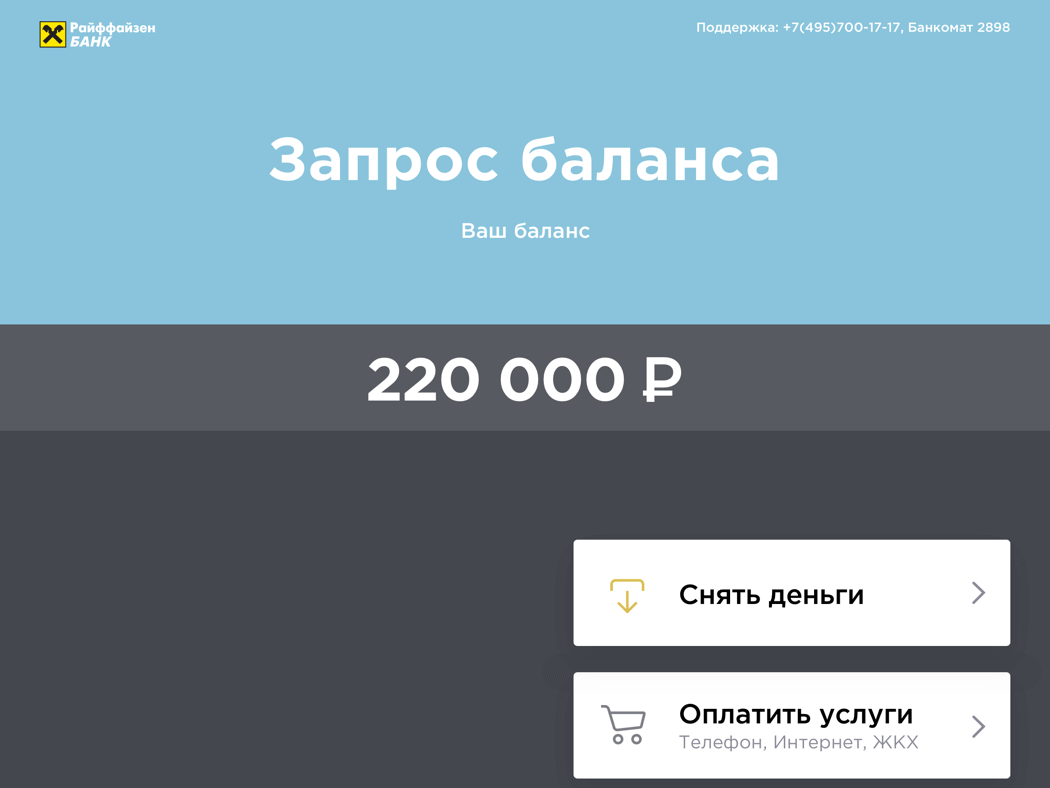 Райффайзен
БАНК
Поддержка: +7(495)700-17-17, Банкомат 2898
Запрос баланса
Ваш баланс
220 000 ₽
Снять деньги
Оплатить услуги
Телефон, Интернет, ЖКХ